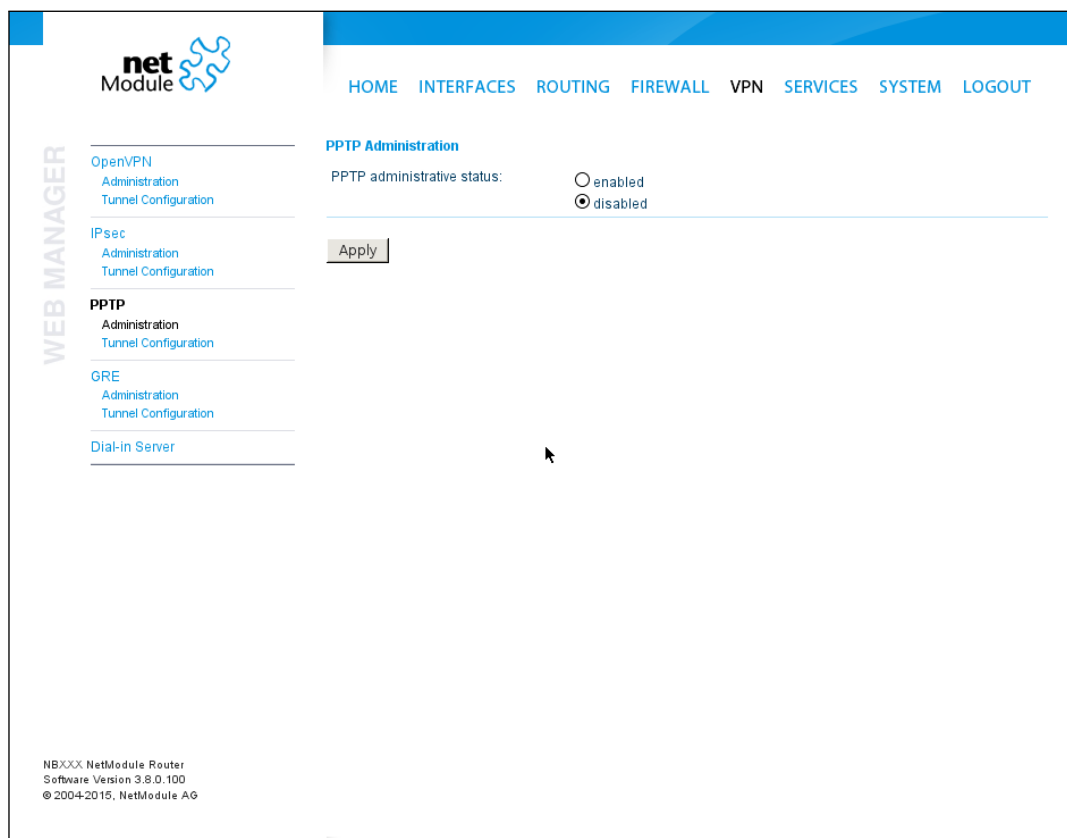 net
Module
HOME INTERFACES ROUTING FIREWALL VPN SERVICES SYSTEM LOGOUT
WEB MANAGER
OpenVPN
Administration
Tunnel Configuration
IPsec
Administration
Tunnel Configuration
PPTP
Administration
Tunnel Configuration
GRE
Administration
Tunnel Configuration
Dial-in Server
PPTP Administration
PPTP administrative status:
enabled
disabled
Apply
NBXXX NetModule Router
Software Version 3.8.0.100
© 2004-2015, NetModule AG